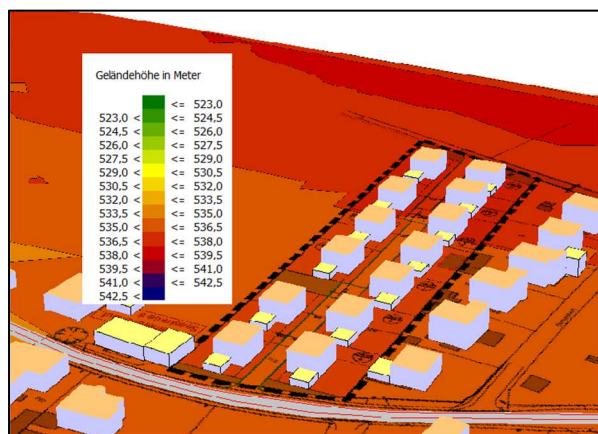 Geländehöhe in Meter
<= 523,0
523,0 < <= 524,5
524,5 < <= 526,0
526,0 < <= 527,5
527,5 < <= 529,0
529,0 < <= 530,5
530,5 < <= 532,0
532,0 < <= 533,5
533,5 < <= 535,0
535,0 < <= 536,5
536,5 < <= 538,0
538,0 < <= 539,5
539,5 < <= 541,0
541,0 < <= 542,5
542,5 <